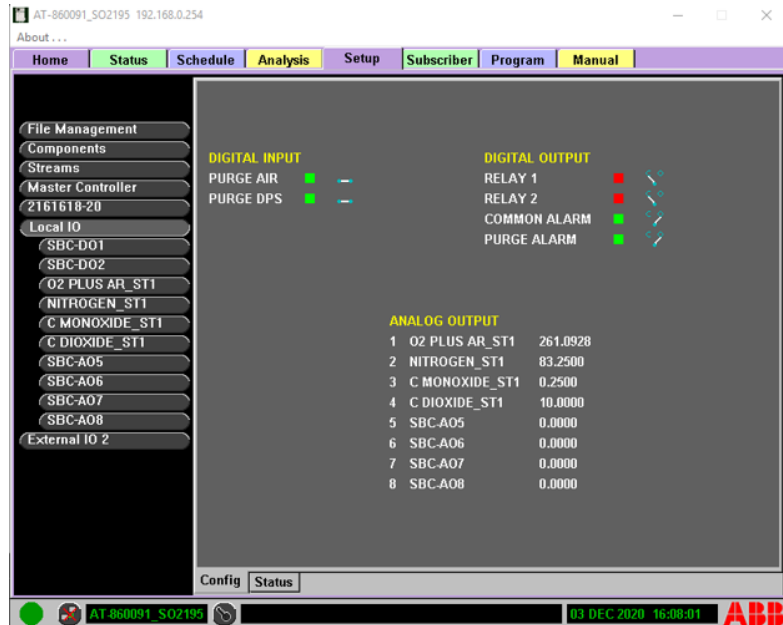 AT-860091_SO2195 192.168.0.254
About . . .
Home Status Schedule Analysis Setup Subscriber Program Manual
File Management
Components
Streams
Master Controller
2161618-20
Local IO
SBC-DO1
SBC-DO2
O2 PLUS AR_ST1
NITROGEN_ST1
C MONOXIDE_ST1
C DIOXIDE_ST1
SBC-AO5
SBC-AO6
SBC-AO7
SBC-AO8
External IO 2
DIGITAL INPUT
PURGE AIR
PURGE DPS
DIGITAL OUTPUT
RELAY 1
RELAY 2
COMMON ALARM
PURGE ALARM
ANALOG OUTPUT
1 O2 PLUS AR_ST1 261.0928
2 NITROGEN_ST1 83.2500
3 C MONOXIDE_ST1 0.2500
4 C DIOXIDE_ST1 10.0000
5 SBC-AO5 0.0000
6 SBC-AO6 0.0000
7 SBC-AO7 0.0000
8 SBC-AO8 0.0000
Config Status
AT-860091_SO2195 03 DEC 2020 16:08:01 ABB